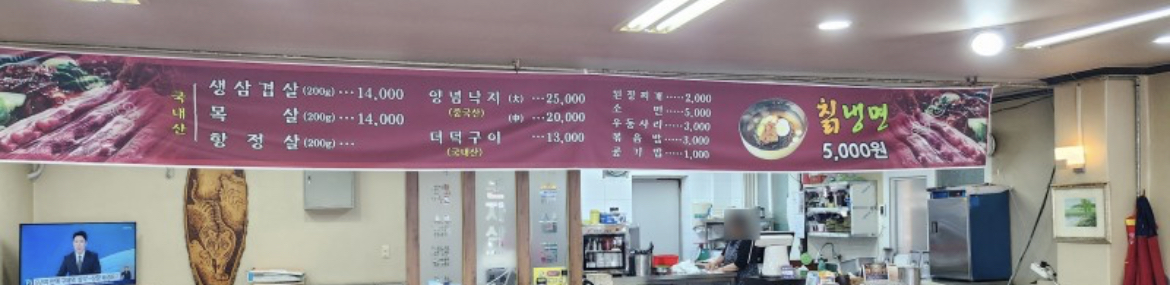 국내산
생삼겹살 (200g) ··· 14,000
목 살 (200g) ··· 14,000
항 정 살 (200g) ···
양념낙지 (大) ··· 25,000
(중국산) (中) ··· 20,000
더덕구이 ··· 13,000
(국내산)
된장찌개 ····· 2,000
소 면 ····· 5,000
우동사리 ···· 3,000
볶 음 밥 ···· 3,000
공 기 밥 ····· 1,000
칡냉면
5,000원